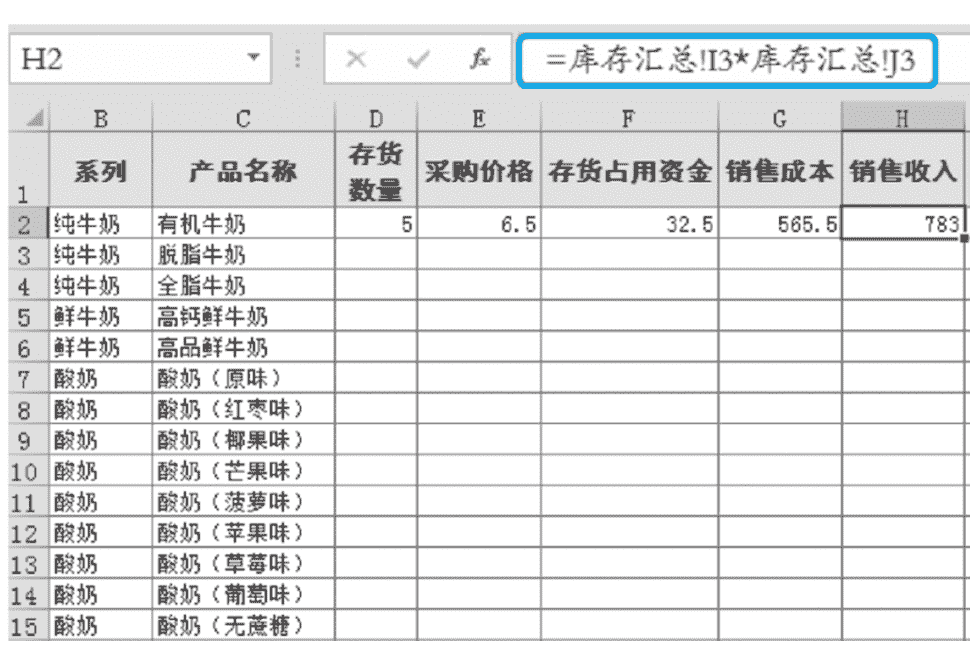 H2 fx =库存汇总!I3*库存汇总!J3
B C D E F G H
1 系列 产品名称 存货数量 采购价格 存货占用资金 销售成本 销售收入
2 纯牛奶 有机牛奶 5 6.5 32.5 565.5 783
3 纯牛奶 脱脂牛奶
4 纯牛奶 全脂牛奶
5 鲜牛奶 高钙鲜牛奶
6 鲜牛奶 高品鲜牛奶
7 酸奶 酸奶（原味）
8 酸奶 酸奶（红枣味）
9 酸奶 酸奶（椰果味）
10 酸奶 酸奶（芒果味）
11 酸奶 酸奶（菠萝味）
12 酸奶 酸奶（苹果味）
13 酸奶 酸奶（草莓味）
14 酸奶 酸奶（葡萄味）
15 酸奶 酸奶（无蔗糖）